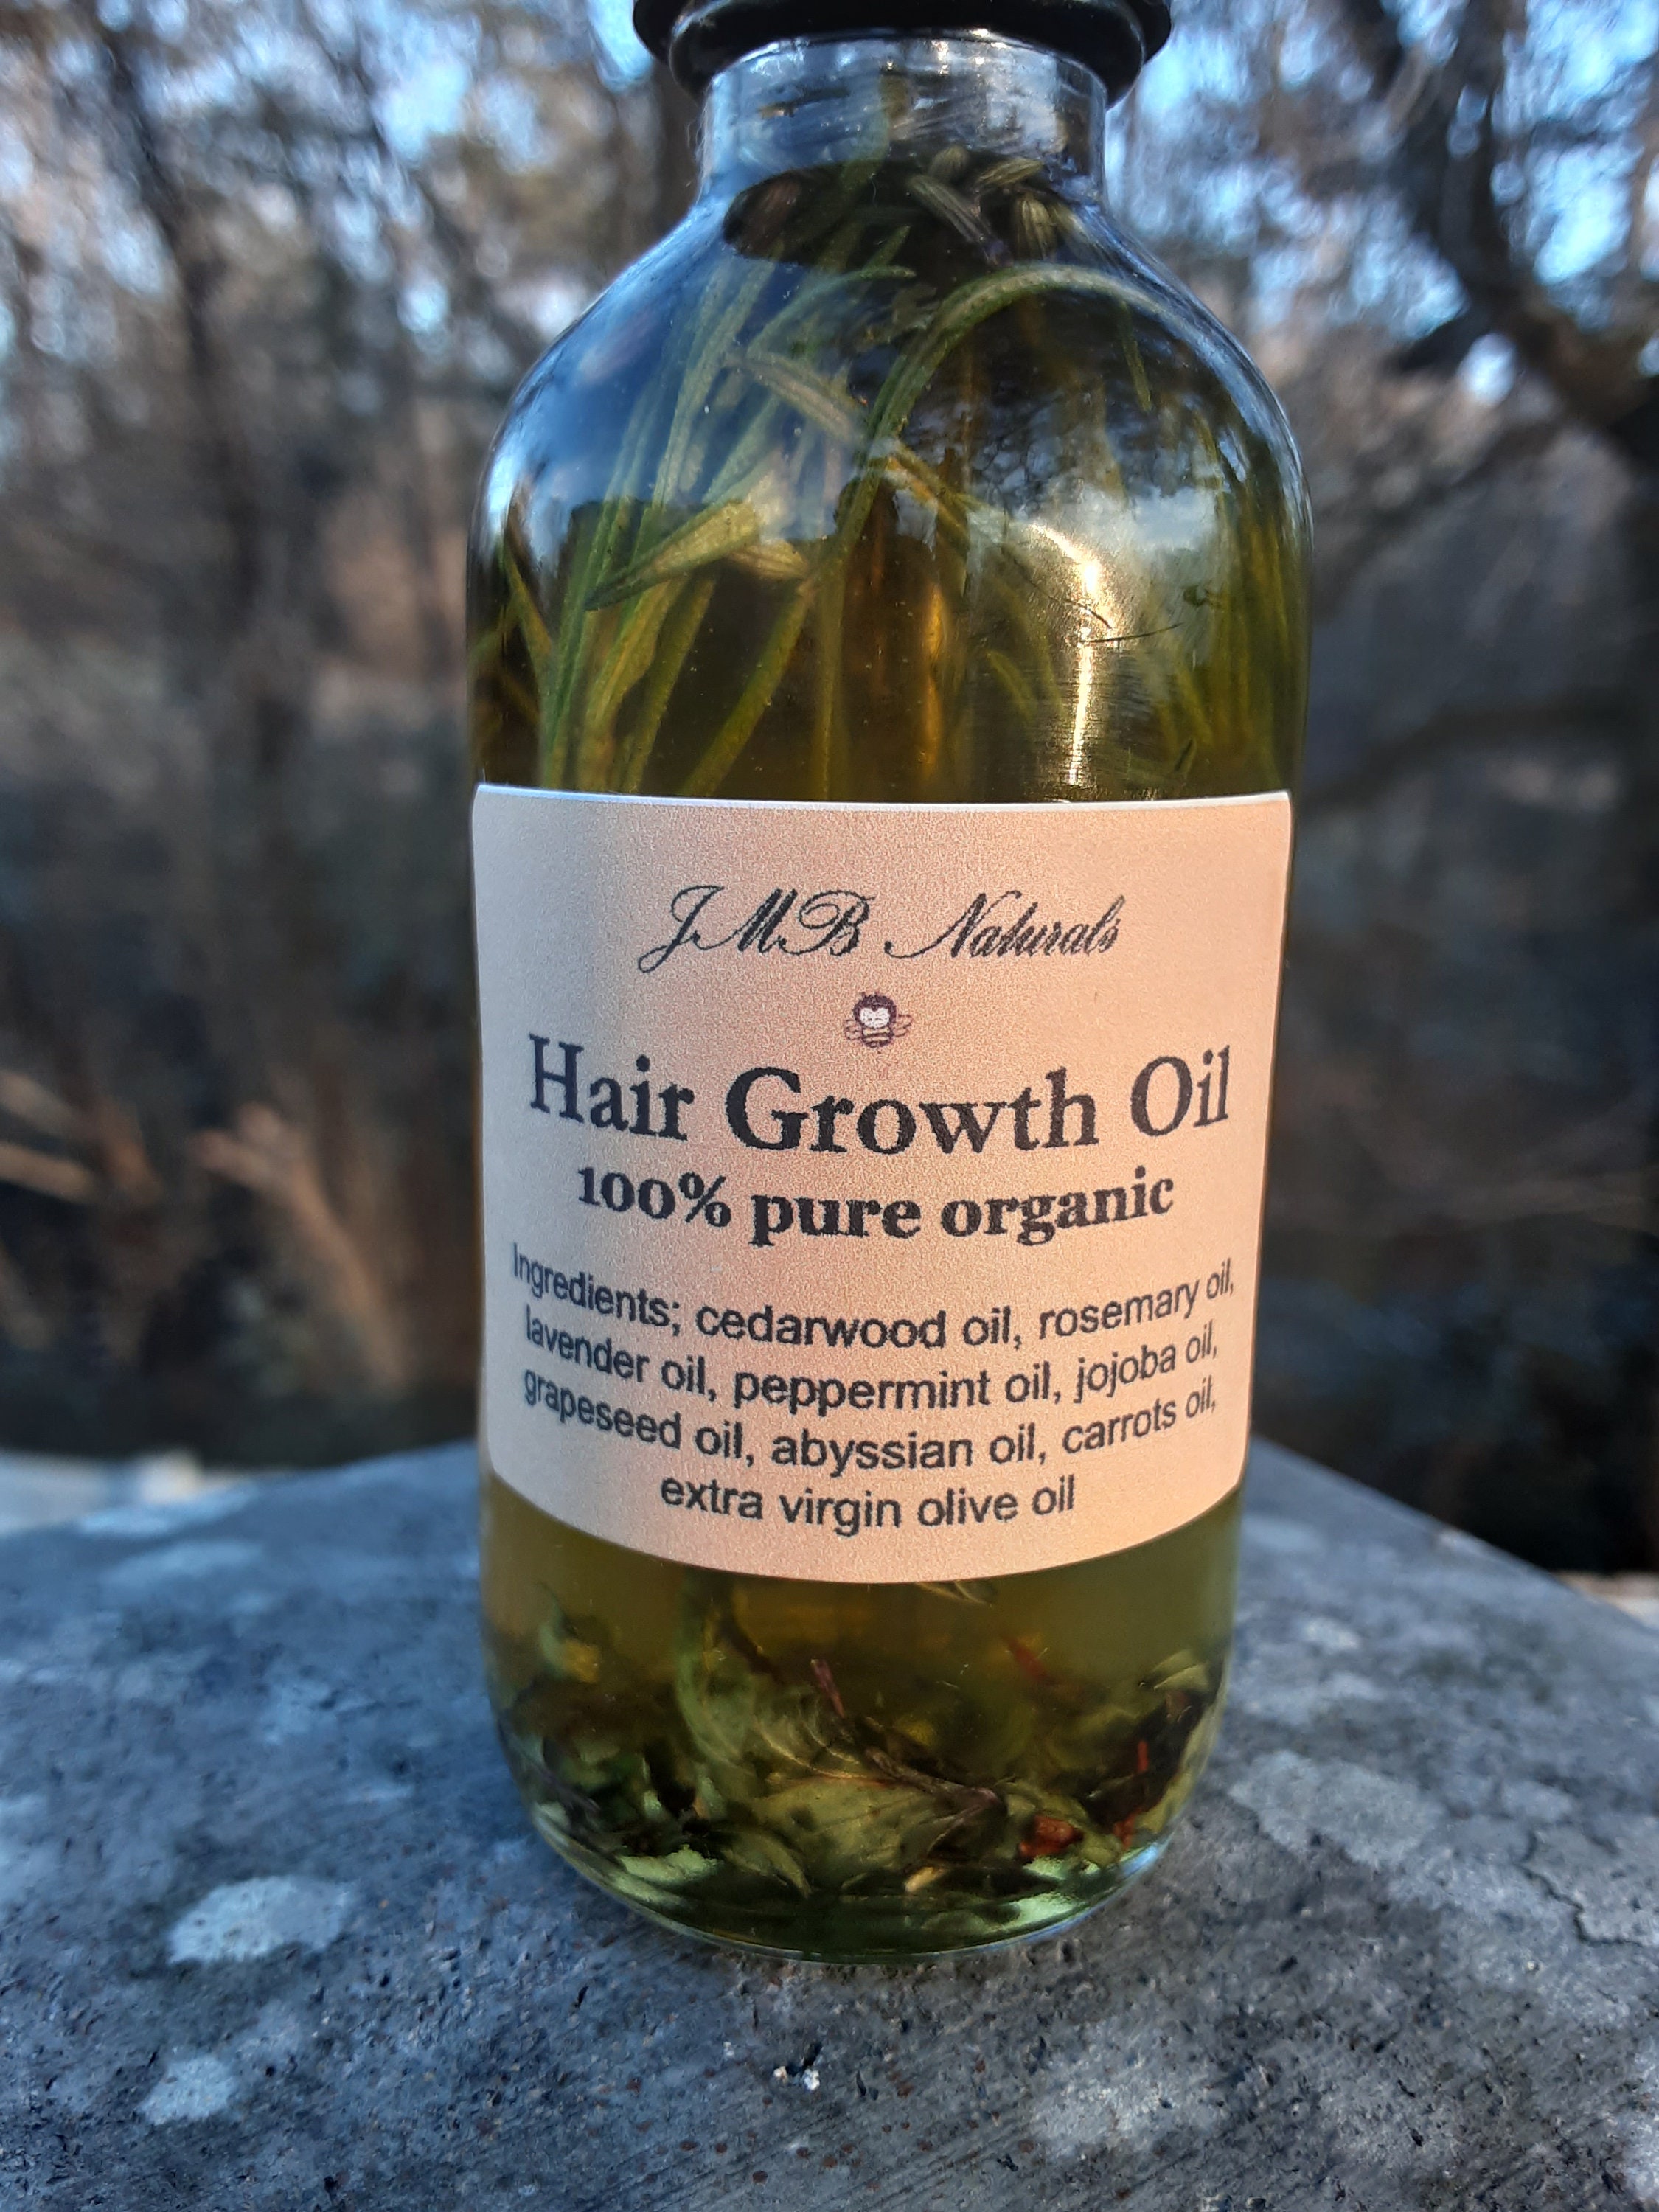 JMB Naturals
Hair Growth Oil
100% pure organic
Ingredients; cedarwood oil, rosemary oil,
lavender oil, peppermint oil, jojoba oil,
grapeseed oil, abyssian oil, carrots oil,
extra virgin olive oil